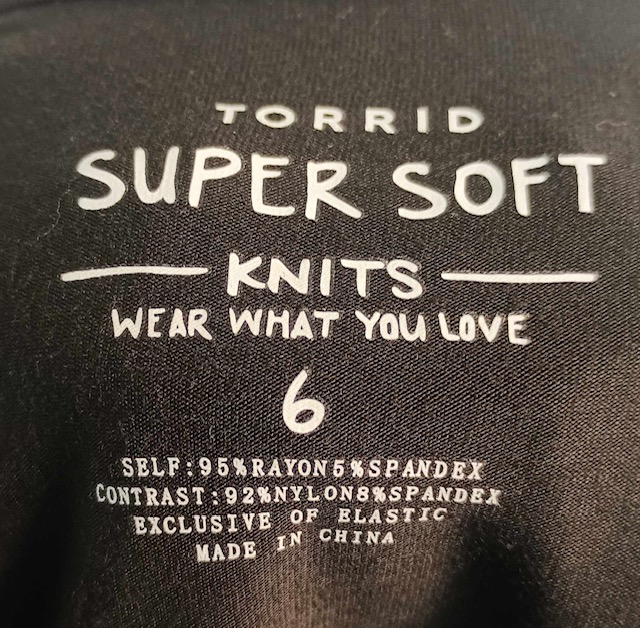 TORRID
SUPER SOFT
KNITS
WEAR WHAT YOU LOVE
6
SELF:95%RAYON5%SPANDEX
CONTRAST:92%NYLON8%SPANDEX
EXCLUSIVE OF ELASTIC
MADE IN CHINA